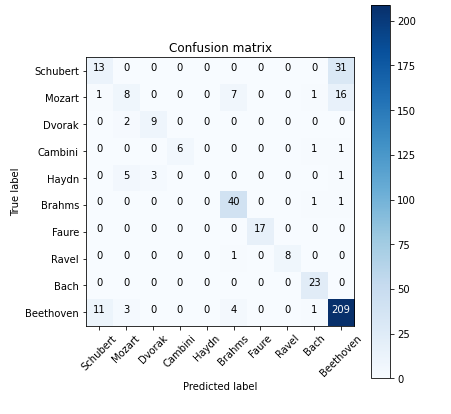 Confusion matrix
Schubert 13 0 0 0 0 0 0 0 0 31
Mozart 1 8 0 0 0 7 0 0 1 16
Dvorak 0 2 9 0 0 0 0 0 0 0
Cambini 0 0 0 6 0 0 0 0 1 1
Haydn 0 5 3 0 0 0 0 0 0 1
Brahms 0 0 0 0 0 40 0 0 1 1
Faure 0 0 0 0 0 0 17 0 0 0
Ravel 0 0 0 0 0 1 0 8 0 0
Bach 0 0 0 0 0 0 0 0 23 0
Beethoven 11 3 0 0 0 4 0 0 1 209
Schubert Mozart Dvorak Cambini Haydn Brahms Faure Ravel Bach Beethoven
Predicted label
True label
200
175
150
125
100
75
50
25
0